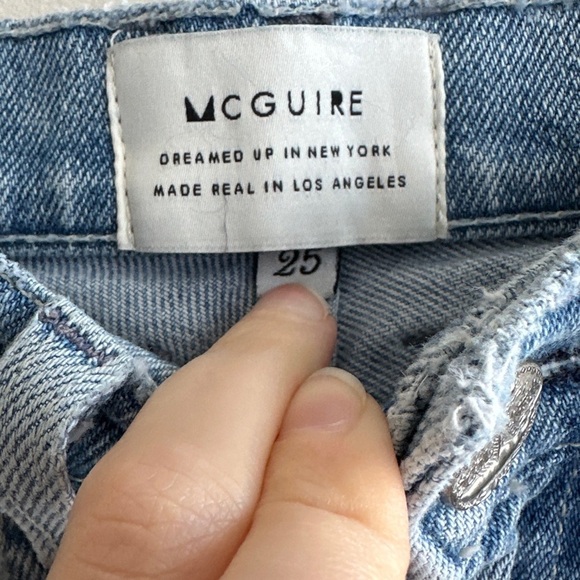 MCGUIRE
DREAMED UP IN NEW YORK
MADE REAL IN LOS ANGELES
25